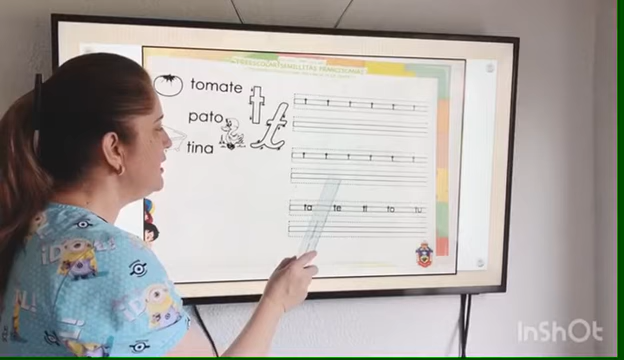 tomate
pato
tina
t t
t t t t t t
t t t t t t
ta te ti to tu
InShOt